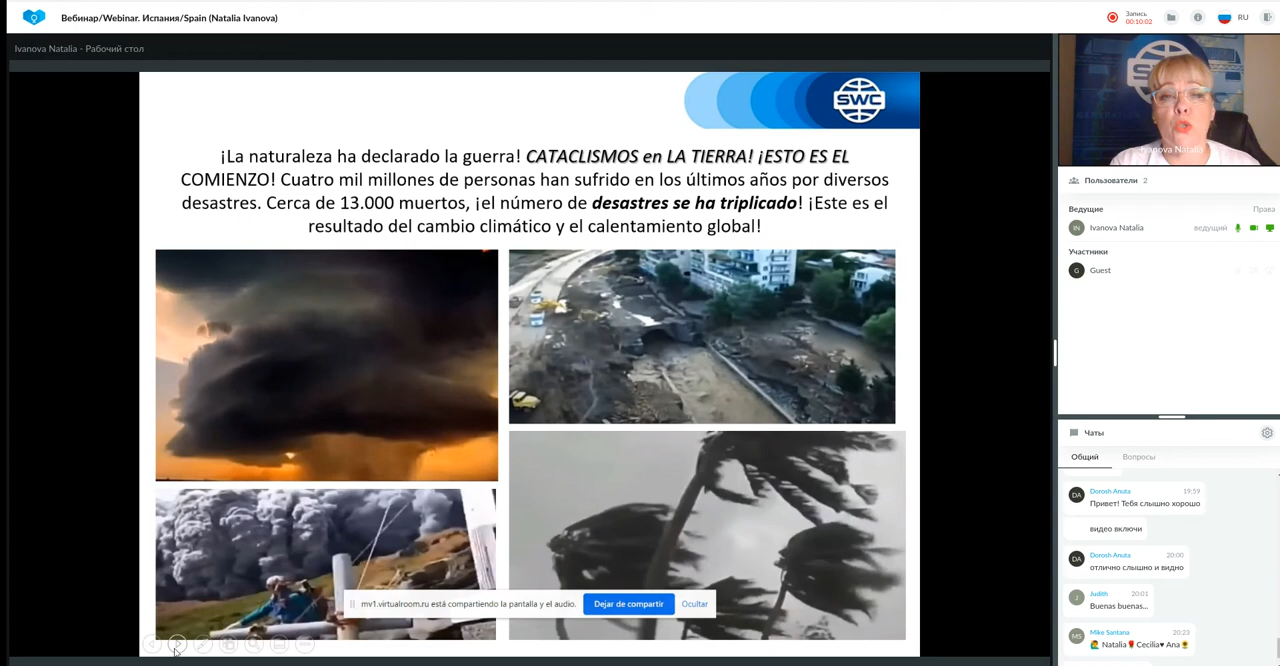 Вебинар/Webinar. Испания/Spain (Natalia Ivanova)
Запись
00:10:02
RU
Ivanova Natalia - Рабочий стол
SWC
¡La naturaleza ha declarado la guerra! CATACLISMOS en LA TIERRA! ¡ESTO ES EL
COMIENZO! Cuatro mil millones de personas han sufrido en los últimos años por diversos
desastres. Cerca de 13.000 muertos, ¡el número de desastres se ha triplicado! ¡Este es el
resultado del cambio climático y el calentamiento global!
mv1.virtualroom.ru está compartiendo la pantalla y el audio.
Dejar de compartir
Ocultar
Ivanova Natalia
Пользователи 2
Ведущие
Права
IN
Ivanova Natalia
ведущий
Участники
G
Guest
Чаты
Общий
Вопросы
DA
Dorosh Anuta
19:59
Привет! Тебя слышно хорошо
видео включи
DA
Dorosh Anuta
20:00
отлично слышно и видно
J
Judith
20:01
Buenas buenas...
MS
Mike Santana
20:23
🙋‍♂️ Natalia🌹Cecilia♥ Ana🌻